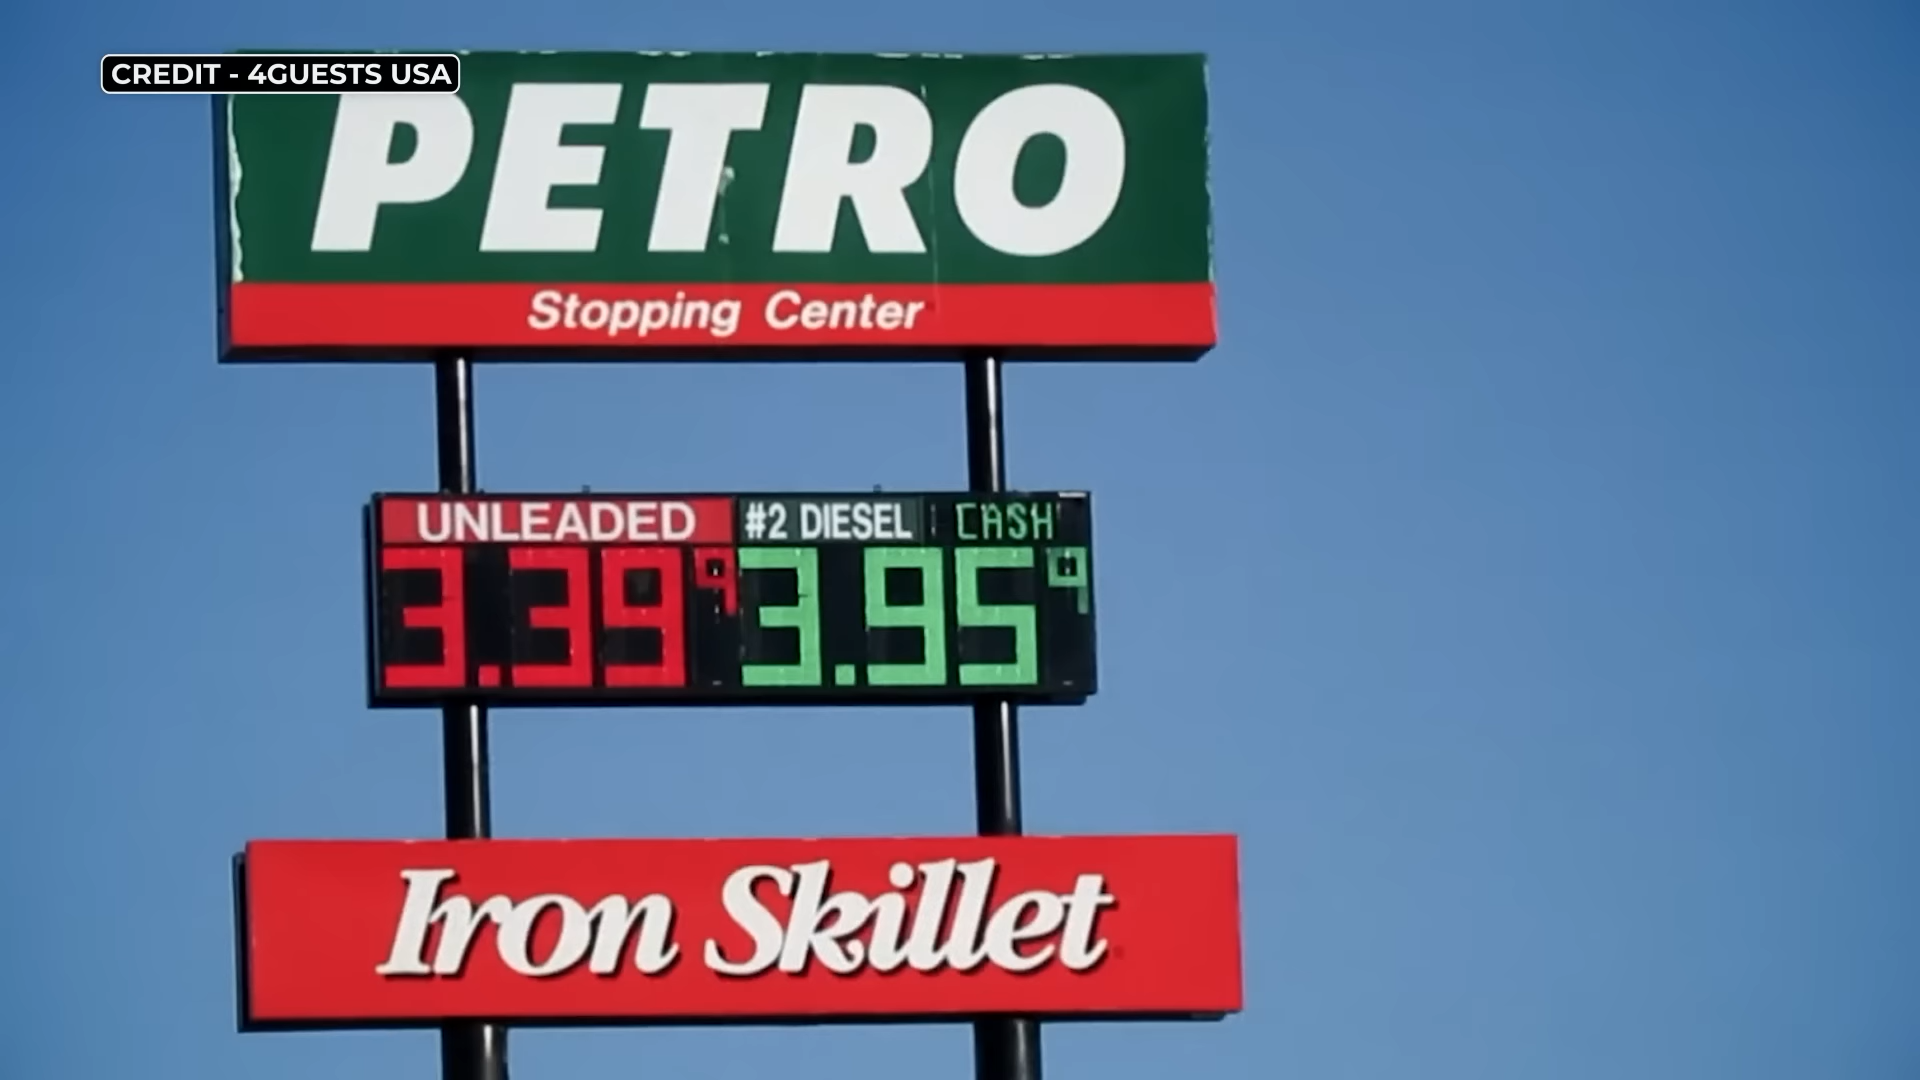 CREDIT - 4GUESTS USA
PETRO
Stopping Center
UNLEADED #2 DIESEL CASH
3.39 9 3.95 9
Iron Skillet